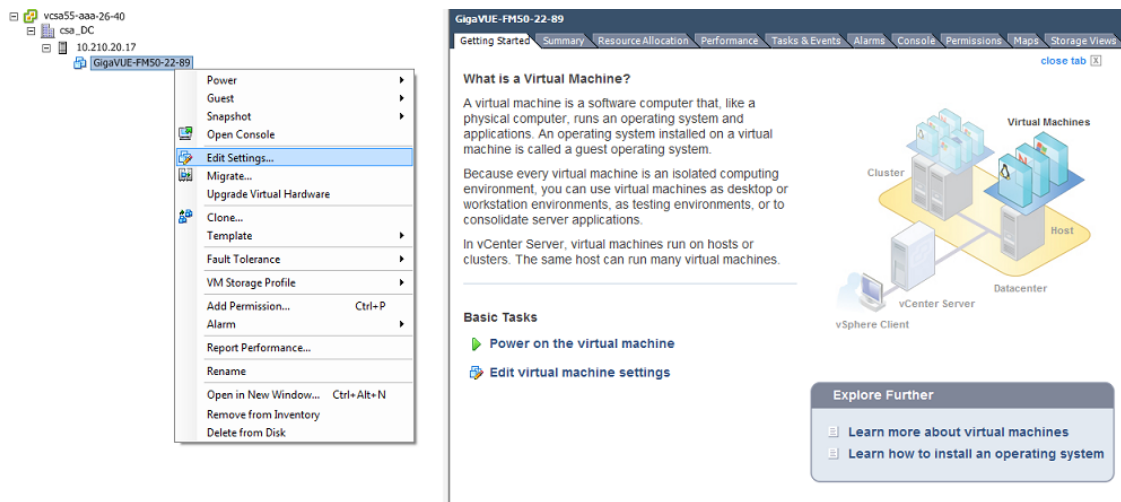 vcsa55-aaa-26-40
csa_DC
10.210.20.17
GigaVUE-FM50-22-89
Power
Guest
Snapshot
Open Console
Edit Settings...
Migrate...
Upgrade Virtual Hardware
Clone...
Template
Fault Tolerance
VM Storage Profile
Add Permission... Ctrl+P
Alarm
Report Performance...
Rename
Open in New Window... Ctrl+Alt+N
Remove from Inventory
Delete from Disk
GigaVUE-FM50-22-89
Getting Started Summary Resource Allocation Performance Tasks & Events Alarms Console Permissions Maps Storage Views
close tab
What is a Virtual Machine?
A virtual machine is a software computer that, like a
physical computer, runs an operating system and
applications. An operating system installed on a virtual
machine is called a guest operating system.
Because every virtual machine is an isolated computing
environment, you can use virtual machines as desktop or
workstation environments, as testing environments, or to
consolidate server applications.
In vCenter Server, virtual machines run on hosts or
clusters. The same host can run many virtual machines.
Virtual Machines
Cluster
Host
Datacenter
vCenter Server
vSphere Client
Basic Tasks
Power on the virtual machine
Edit virtual machine settings
Explore Further
Learn more about virtual machines
Learn how to install an operating system